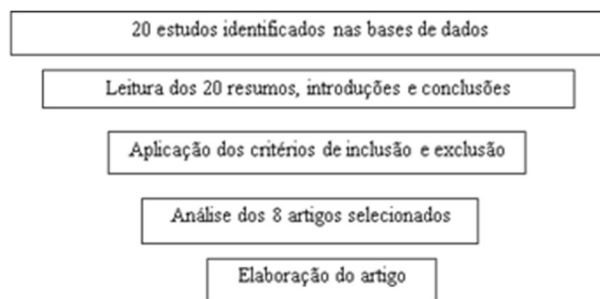 20 estudos identificados nas bases de dados
Leitura dos 20 resumos, introduções e conclusões
Aplicação dos critérios de inclusão e exclusão
Análise dos 8 artigos selecionados
Elaboração do artigo